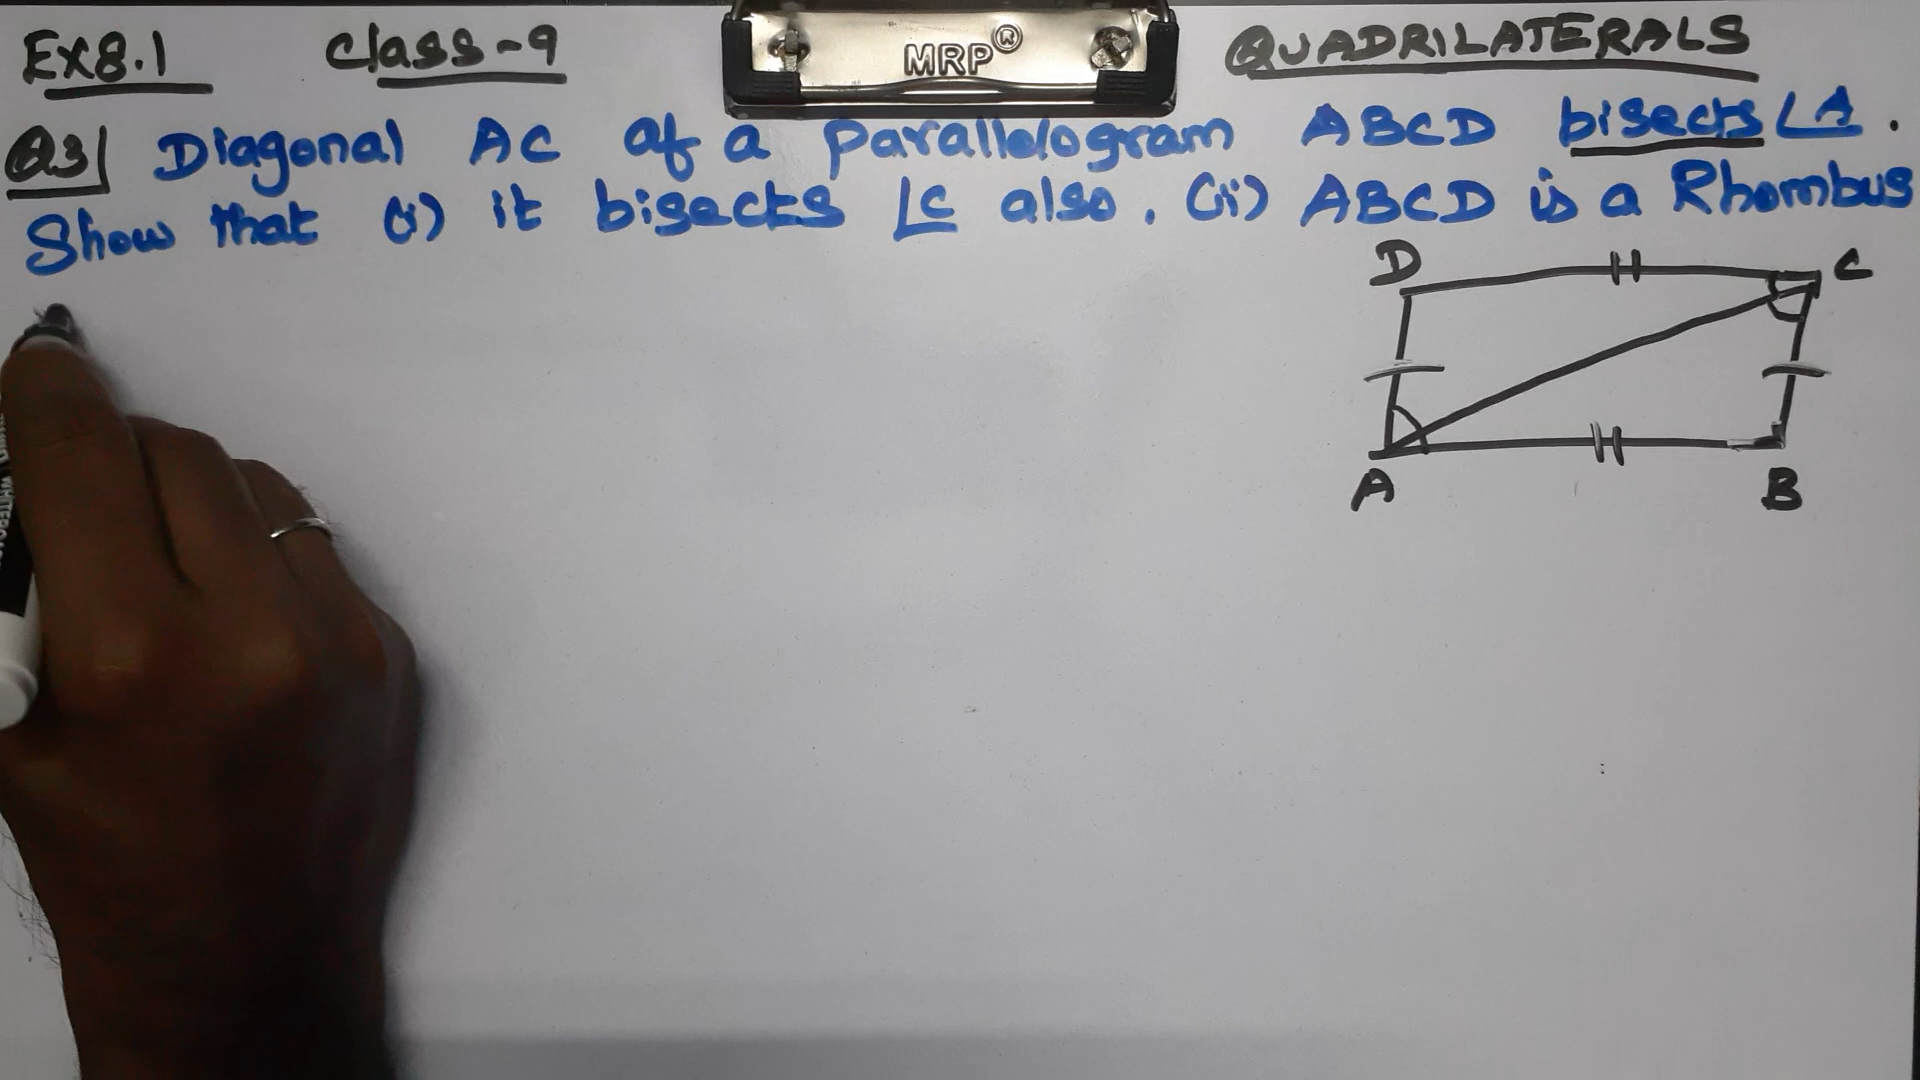 Ex8.1 Class-9 MRP® QUADRILATERALS
Q3| Diagonal AC of a parallelogram ABCD bisects ∠A.
Show that (i) it bisects ∠C also. (ii) ABCD is a Rhombus
D C
A B